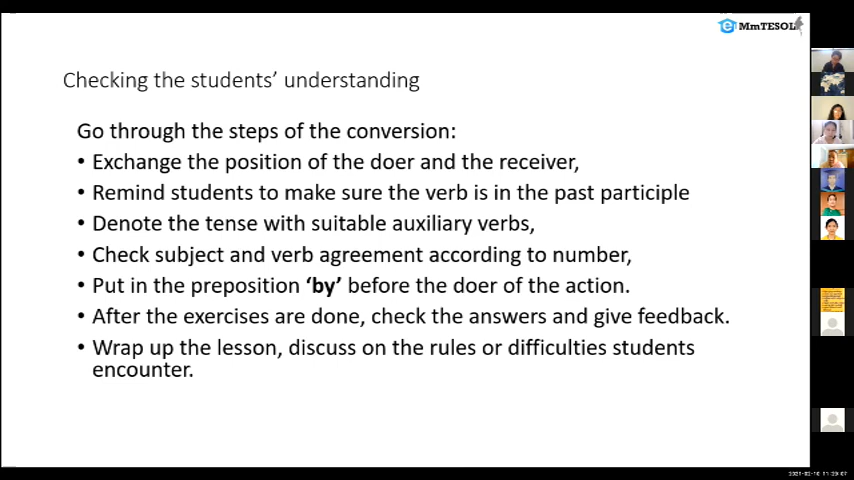 MmTESOL
Checking the students’ understanding
Go through the steps of the conversion:
• Exchange the position of the doer and the receiver,
• Remind students to make sure the verb is in the past participle
• Denote the tense with suitable auxiliary verbs,
• Check subject and verb agreement according to number,
• Put in the preposition ‘by’ before the doer of the action.
• After the exercises are done, check the answers and give feedback.
• Wrap up the lesson, discuss on the rules or difficulties students
encounter.